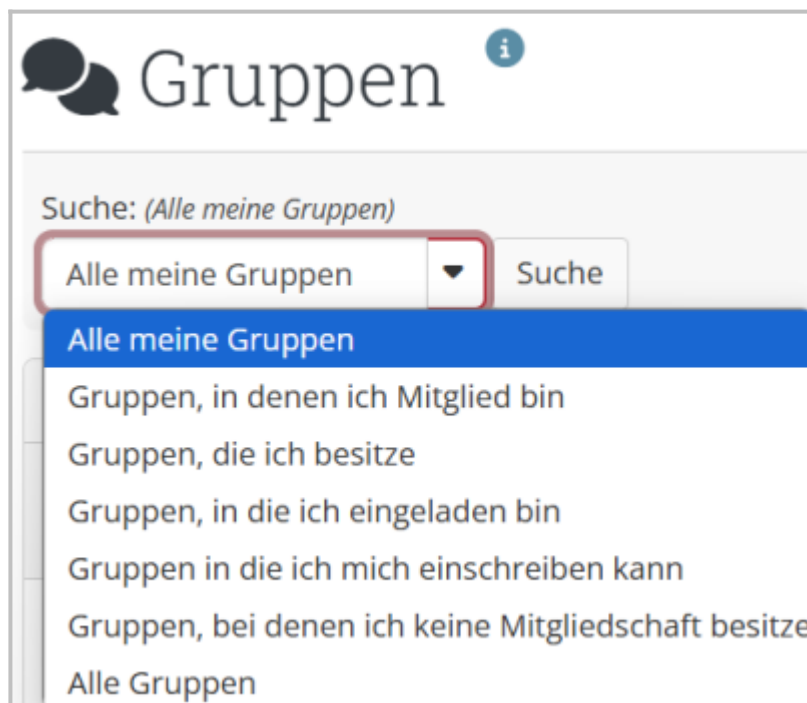 Gruppen
Suche: (Alle meine Gruppen)
Alle meine Gruppen
Suche
Alle meine Gruppen
Gruppen, in denen ich Mitglied bin
Gruppen, die ich besitze
Gruppen, in die ich eingeladen bin
Gruppen in die ich mich einschreiben kann
Gruppen, bei denen ich keine Mitgliedschaft besitze
Alle Gruppen